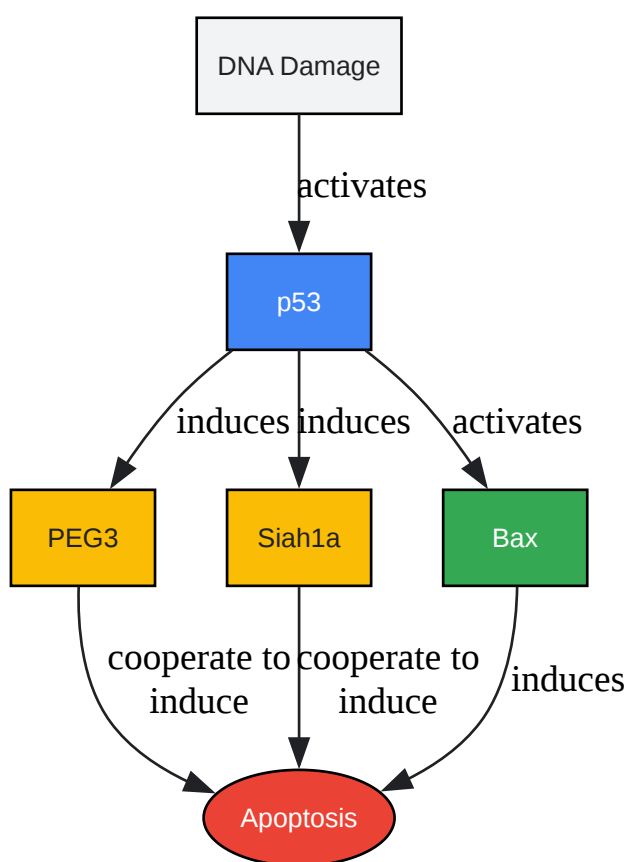 DNA Damage
activates
p53
induces
induces
activates
PEG3
Siah1a
Bax
cooperate to
induce
cooperate to
induce
induces
Apoptosis